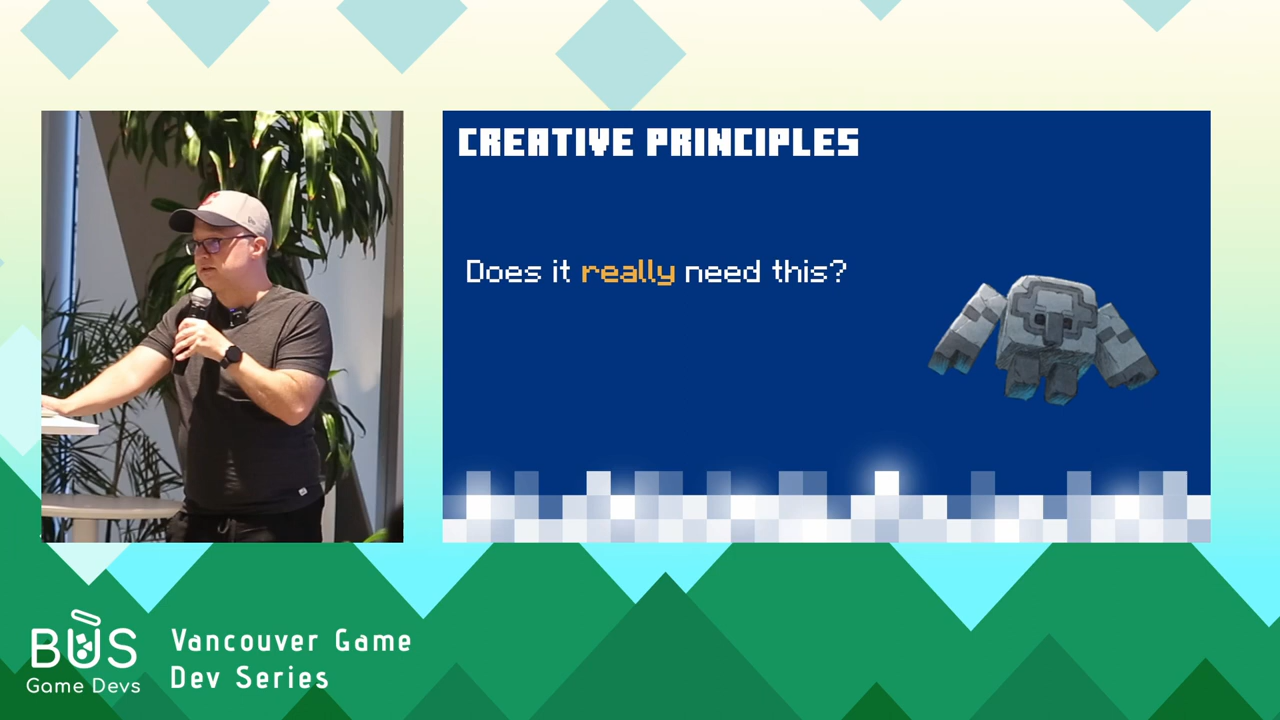 CREATIVE PRINCIPLES
Does it really need this?
BUS
Game Devs
Vancouver Game
Dev Series